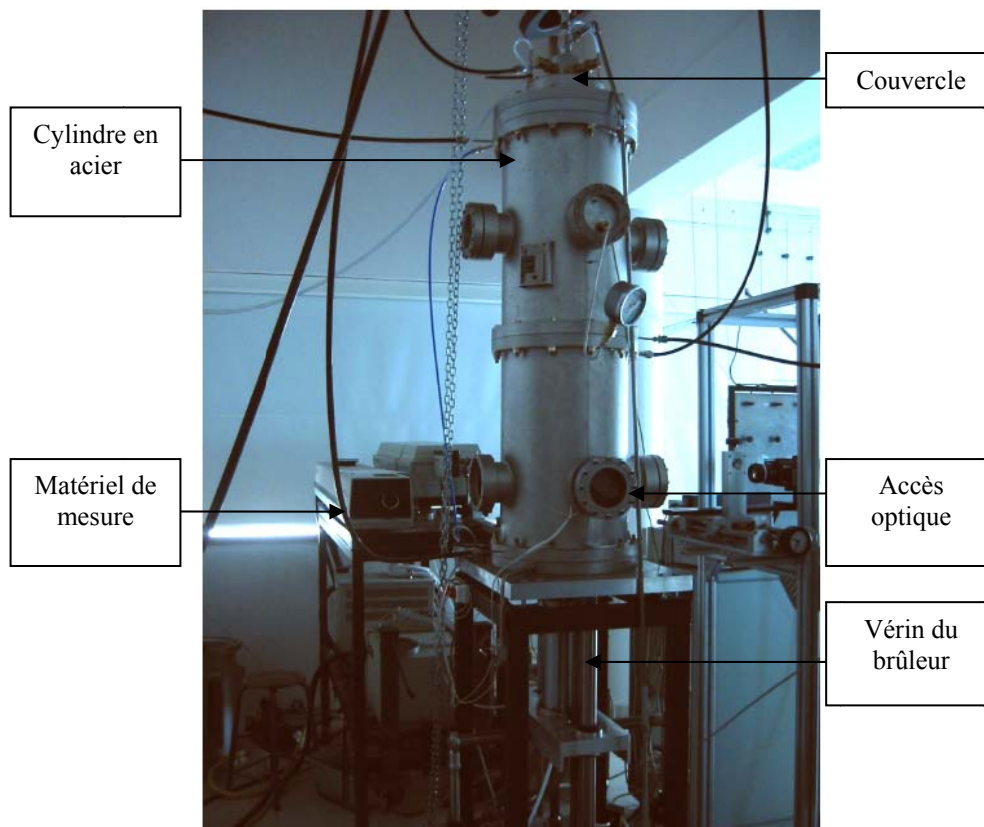 Couvercle
Cylindre en
acier
Matériel de
mesure
Accès
optique
Vérin du
brûleur